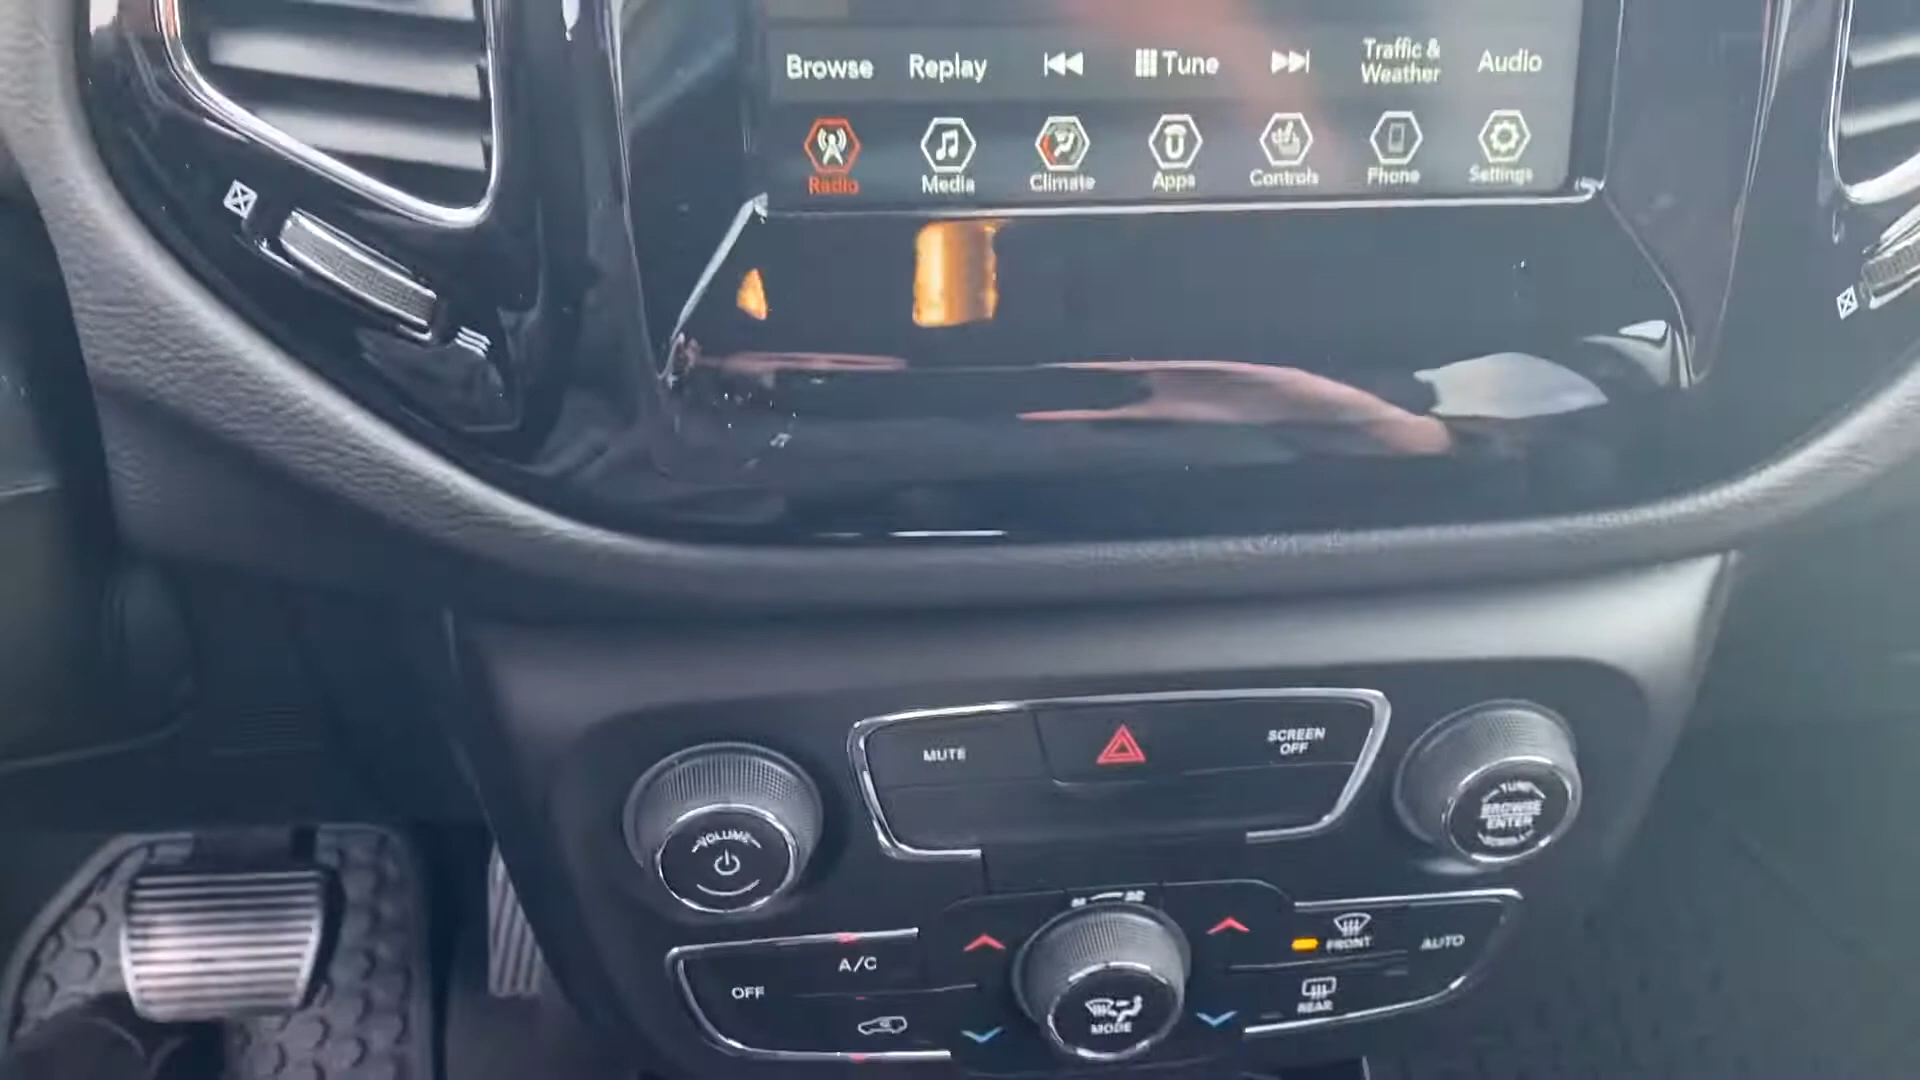 Browse Replay Tune Traffic &
Weather Audio
Radio Media Climate Apps Controls Phone Settings
MUTE SCREEN
OFF
VOLUME
TUNE
BROWSE
ENTER
A/C FRONT AUTO
OFF
REAR
MODE